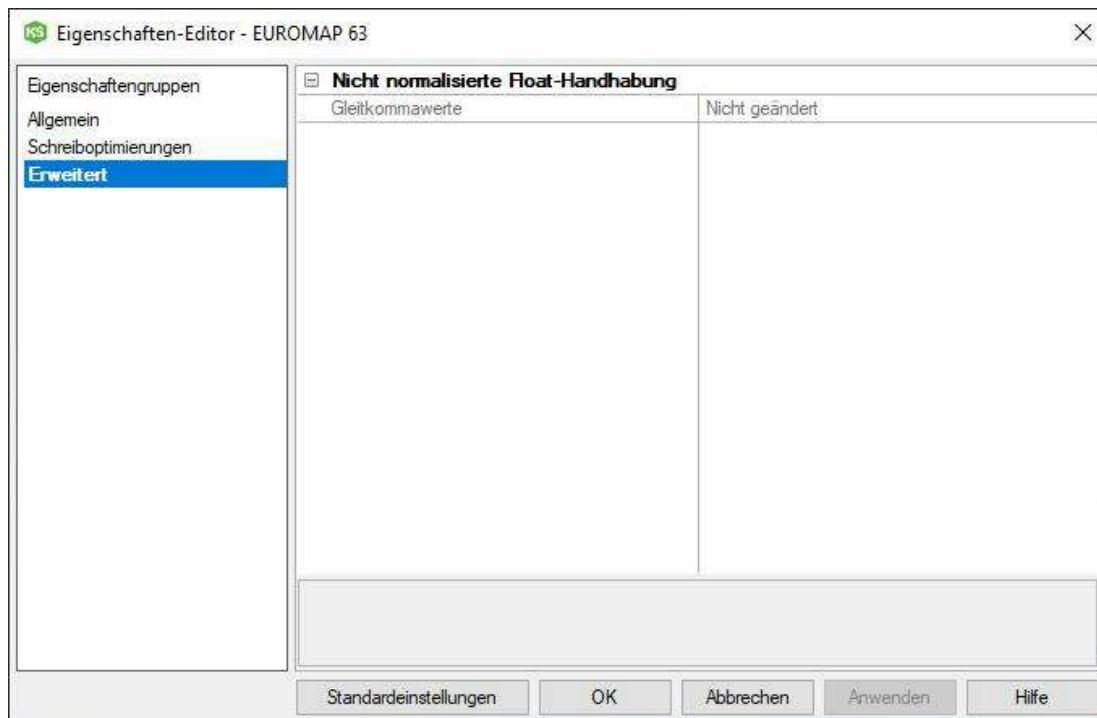 KS Eigenschaften-Editor - EUROMAP 63
Eigenschaftengruppen
Allgemein
Schreiboptimierungen
Erweitert
Nicht normalisierte Float-Handhabung
Gleitkommawerte Nicht geändert
Standardeinstellungen OK Abbrechen Anwenden Hilfe